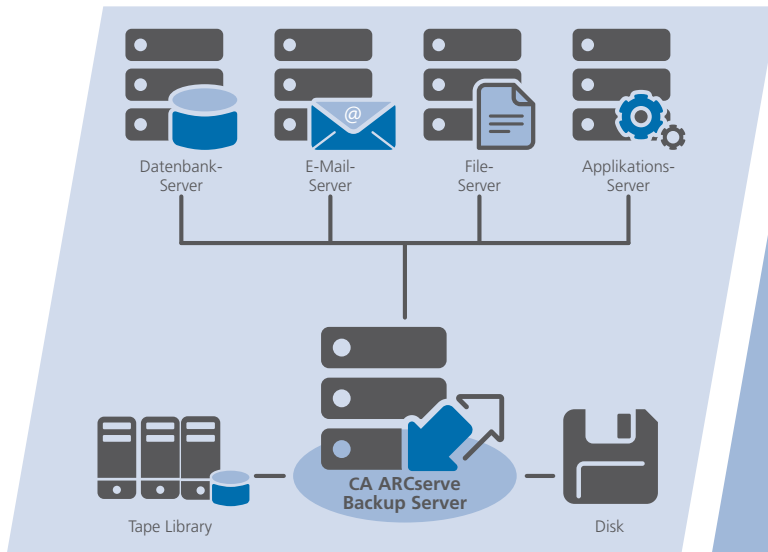 @
Datenbank-
Server
E-Mail-
Server
File-
Server
Applikations-
Server
CA ARCserve
Backup Server
Tape Library
Disk